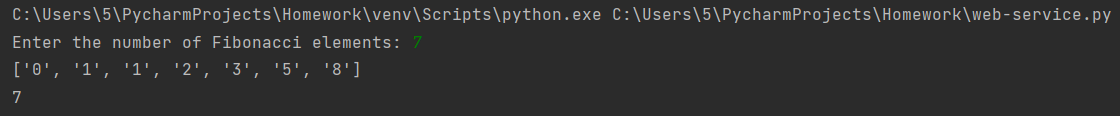 C:\Users\5\PycharmProjects\Homework\venv\Scripts\python.exe C:\Users\5\PycharmProjects\Homework\web-service.py
Enter the number of Fibonacci elements: 7
['0', '1', '1', '2', '3', '5', '8']
7